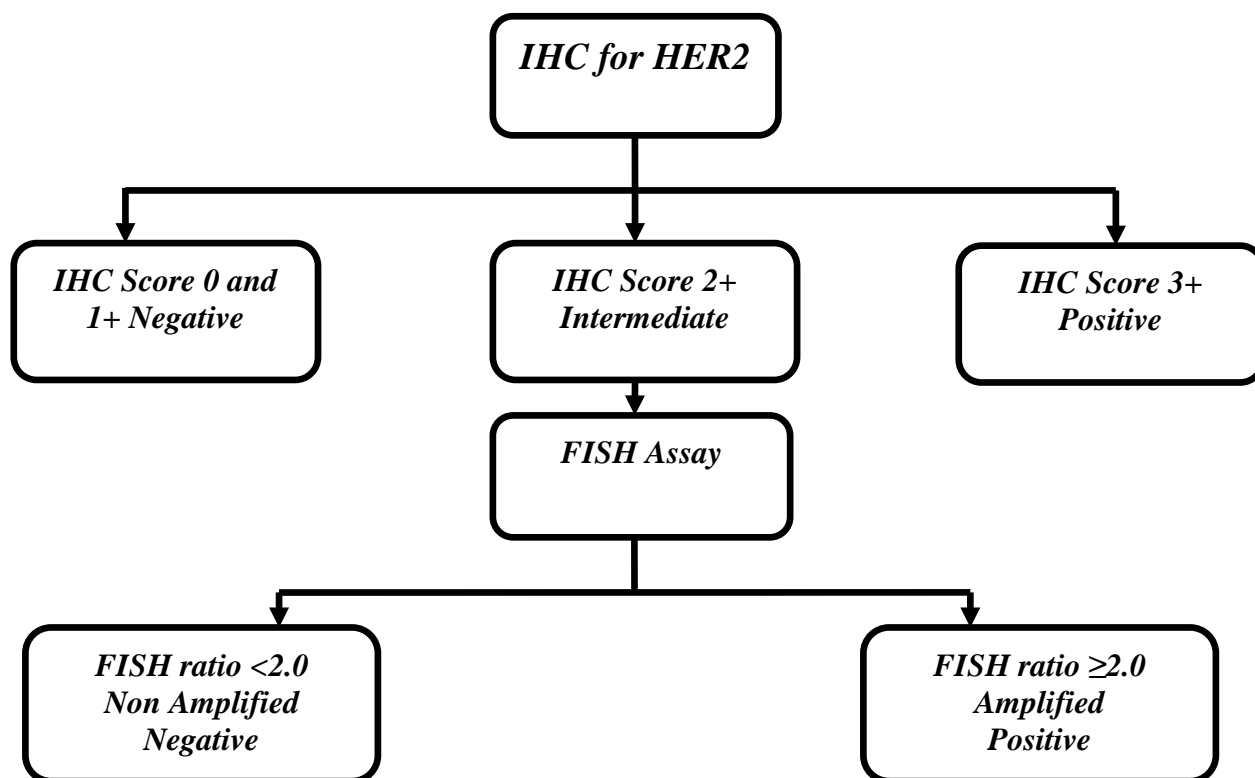 IHC for HER2
IHC Score 0 and
1+ Negative
IHC Score 2+
Intermediate
IHC Score 3+
Positive
FISH Assay
FISH ratio <2.0
Non Amplified
Negative
FISH ratio ≥2.0
Amplified
Positive